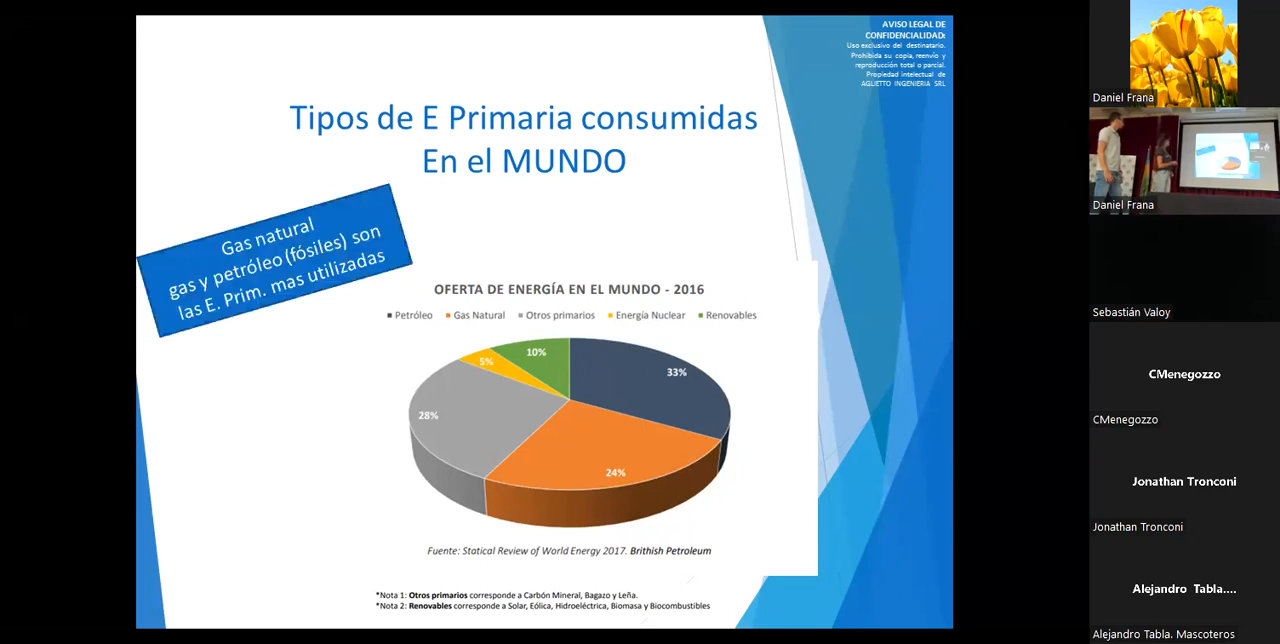 AVISO LEGAL DE
CONFIDENCIALIDAD:
Uso exclusivo del destinatario.
Prohibida su copia, reenvio y
reproducción total o parcial.
Propiedad intelectual de
AGLIETTO INGENIERIA SRL
Tipos de E Primaria consumidas
En el MUNDO
Gas natural
gas y petróleo (fósiles) son
las E. Prim. mas utilizadas
OFERTA DE ENERGÍA EN EL MUNDO - 2016
Petróleo Gas Natural Otros primarios Energía Nuclear Renovables
10%
5%
33%
28%
24%
Fuente: Statical Review of World Energy 2017. Brithish Petroleum
*Nota 1: Otros primarios corresponde a Carbón Mineral, Bagazo y Leña.
*Nota 2: Renovables corresponde a Solar, Eólica, Hidroeléctrica, Biomasa y Biocombustibles
Daniel Frana
Daniel Frana
Sebastián Valoy
CMenegozzo
CMenegozzo
Jonathan Tronconi
Jonathan Tronconi
Alejandro Tabla....
Alejandro Tabla. Mascoteros